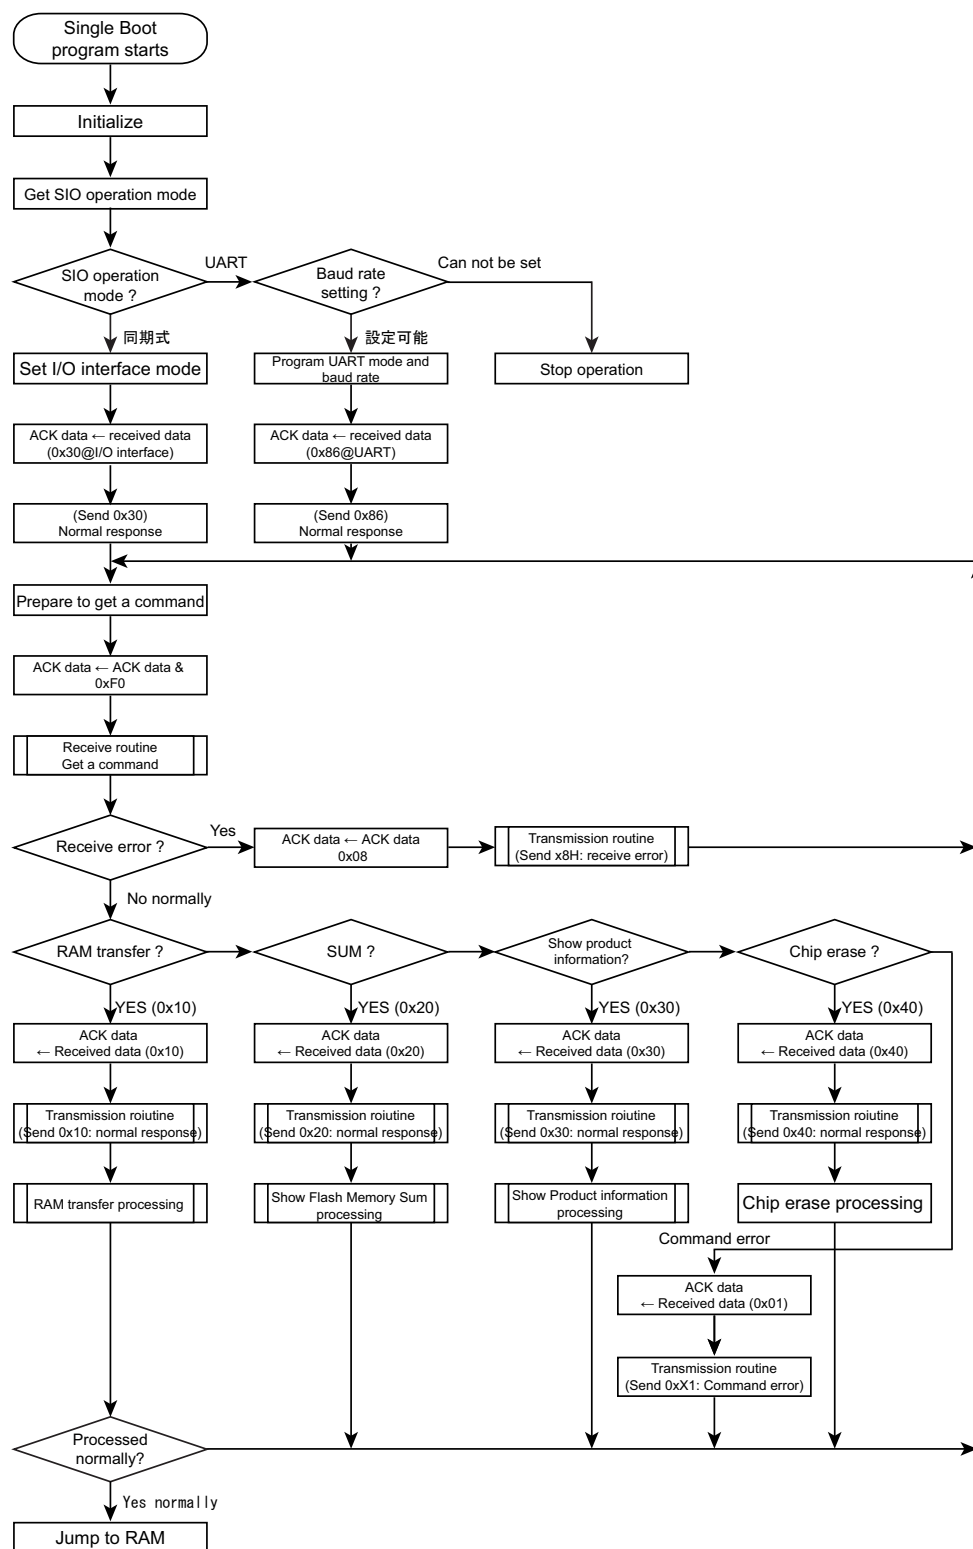 Single Boot
program starts
Initialize
Get SIO operation mode
SIO operation
mode ?
UART
Baud rate
setting ?
Can not be set
同期式
設定可能
Set I/O interface mode
Program UART mode and
baud rate
Stop operation
ACK data ← received data
(0x30@I/O interface)
ACK data ← received data
(0x86@UART)
(Send 0x30)
Normal response
(Send 0x86)
Normal response
Prepare to get a command
ACK data ← ACK data &
0xF0
Receive routine
Get a command
Receive error ?
Yes
ACK data ← ACK data
0x08
Transmission routine
(Send x8H: receive error)
No normally
RAM transfer ?
SUM ?
Show product
information?
Chip erase ?
YES (0x10)
YES (0x20)
YES (0x30)
YES (0x40)
ACK data
← Received data (0x10)
ACK data
← Received data (0x20)
ACK data
← Received data (0x30)
ACK data
← Received data (0x40)
Transmission roiutine
(Send 0x10: normal response)
Transmission roiutine
(Send 0x20: normal response)
Transmission roiutine
(Send 0x30: normal response)
Transmission roiutine
(Send 0x40: normal response)
RAM transfer processing
Show Flash Memory Sum
processing
Show Product information
processing
Chip erase processing
Command error
ACK data
← Received data (0x01)
Transmission routine
(Send 0xX1: Command error)
Processed
normally?
Yes normally
Jump to RAM